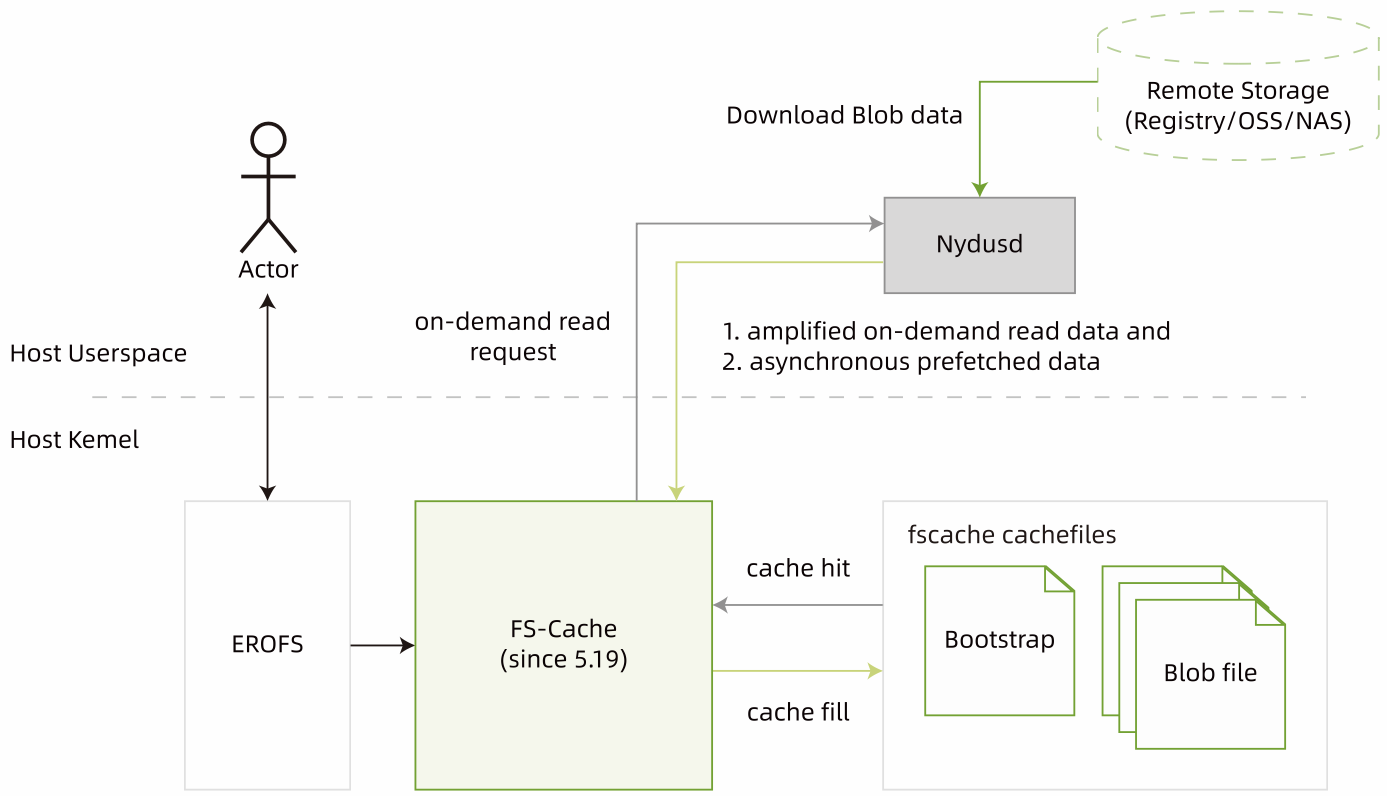 Remote Storage
(Registry/OSS/NAS)
Download Blob data
Nydusd
Actor
on-demand read
request
1. amplified on-demand read data and
2. asynchronous prefetched data
Host Userspace
Host Kemel
EROFS
FS-Cache
(since 5.19)
cache hit
cache fill
fscache cachefiles
Bootstrap
Blob file